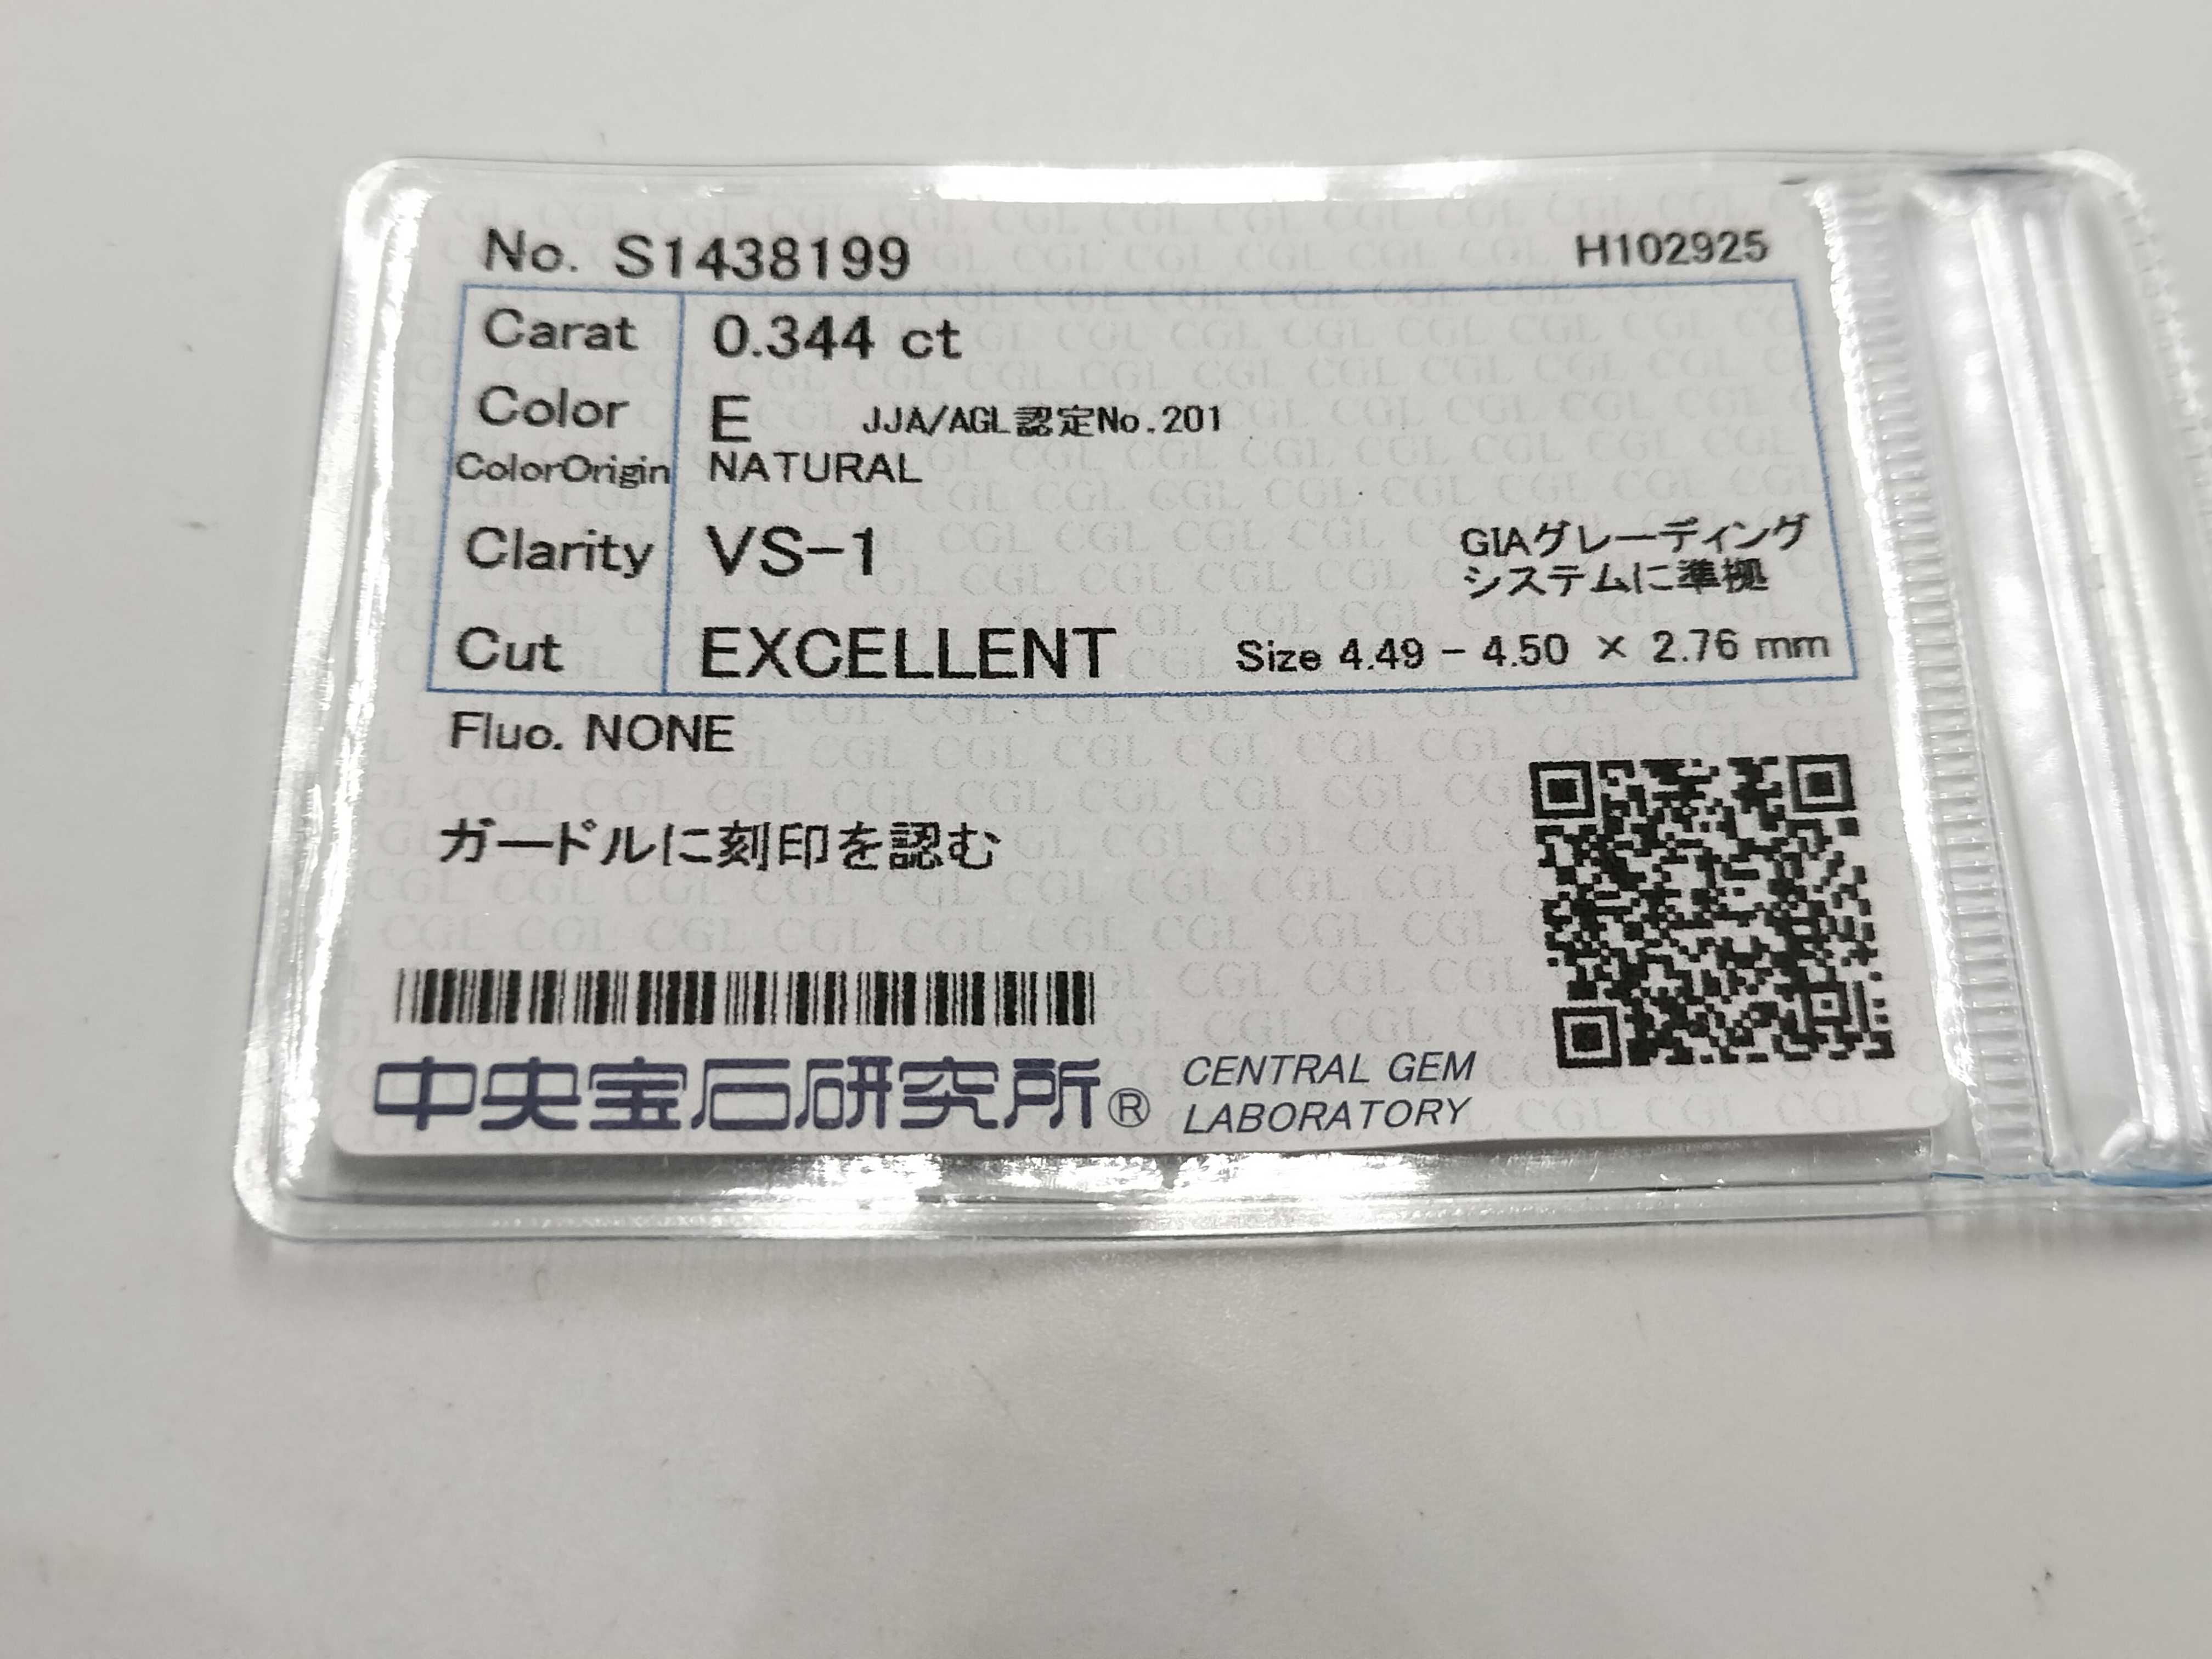 No. S1438199
H102925
Carat 0.344 ct
Color E JJA/AGL認定No.201
ColorOrigin NATURAL
Clarity VS-1
GIAグレーディング
システムに準拠
Cut EXCELLENT Size 4.49 - 4.50 × 2.76 mm
Fluo. NONE
ガードルに刻印を認む
中央宝石研究所® CENTRAL GEM
LABORATORY